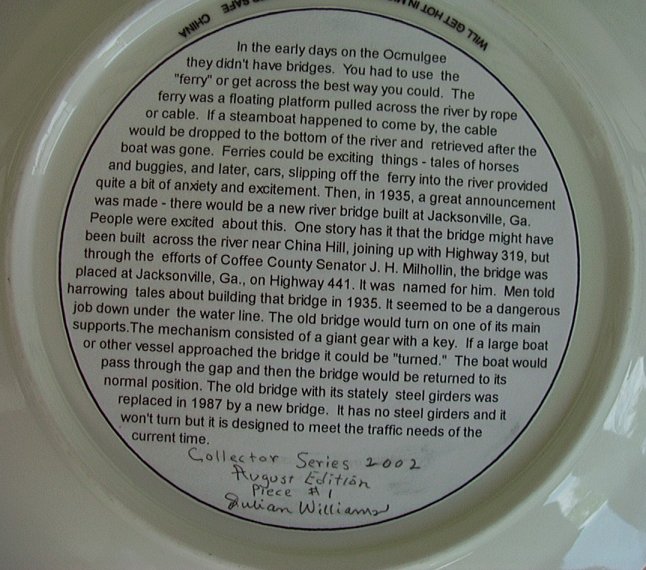 WILL GET HOT IN
SAFE
CHINA
In the early days on the Ocmulgee
they didn't have bridges. You had to use the
"ferry" or get across the best way you could. The
ferry was a floating platform pulled across the river by rope
or cable. If a steamboat happened to come by, the cable
would be dropped to the bottom of the river and retrieved after the
boat was gone. Ferries could be exciting things - tales of horses
and buggies, and later, cars, slipping off the ferry into the river provided
quite a bit of anxiety and excitement. Then, in 1935, a great announcement
was made - there would be a new river bridge built at Jacksonville, Ga.
People were excited about this. One story has it that the bridge might have
been built across the river near China Hill, joining up with Highway 319, but
through the efforts of Coffee County Senator J. H. Milhollin, the bridge was
placed at Jacksonville, Ga., on Highway 441. It was named for him. Men told
harrowing tales about building that bridge in 1935. It seemed to be a dangerous
job down under the water line. The old bridge would turn on one of its main
supports.The mechanism consisted of a giant gear with a key. If a large boat
or other vessel approached the bridge it could be "turned." The boat would
pass through the gap and then the bridge would be returned to its
normal position. The old bridge with its stately steel girders was
replaced in 1987 by a new bridge. It has no steel girders and it
won't turn but it is designed to meet the traffic needs of the
current time.
Collector Series 2002
August Edition
Piece #1
Julian Williams